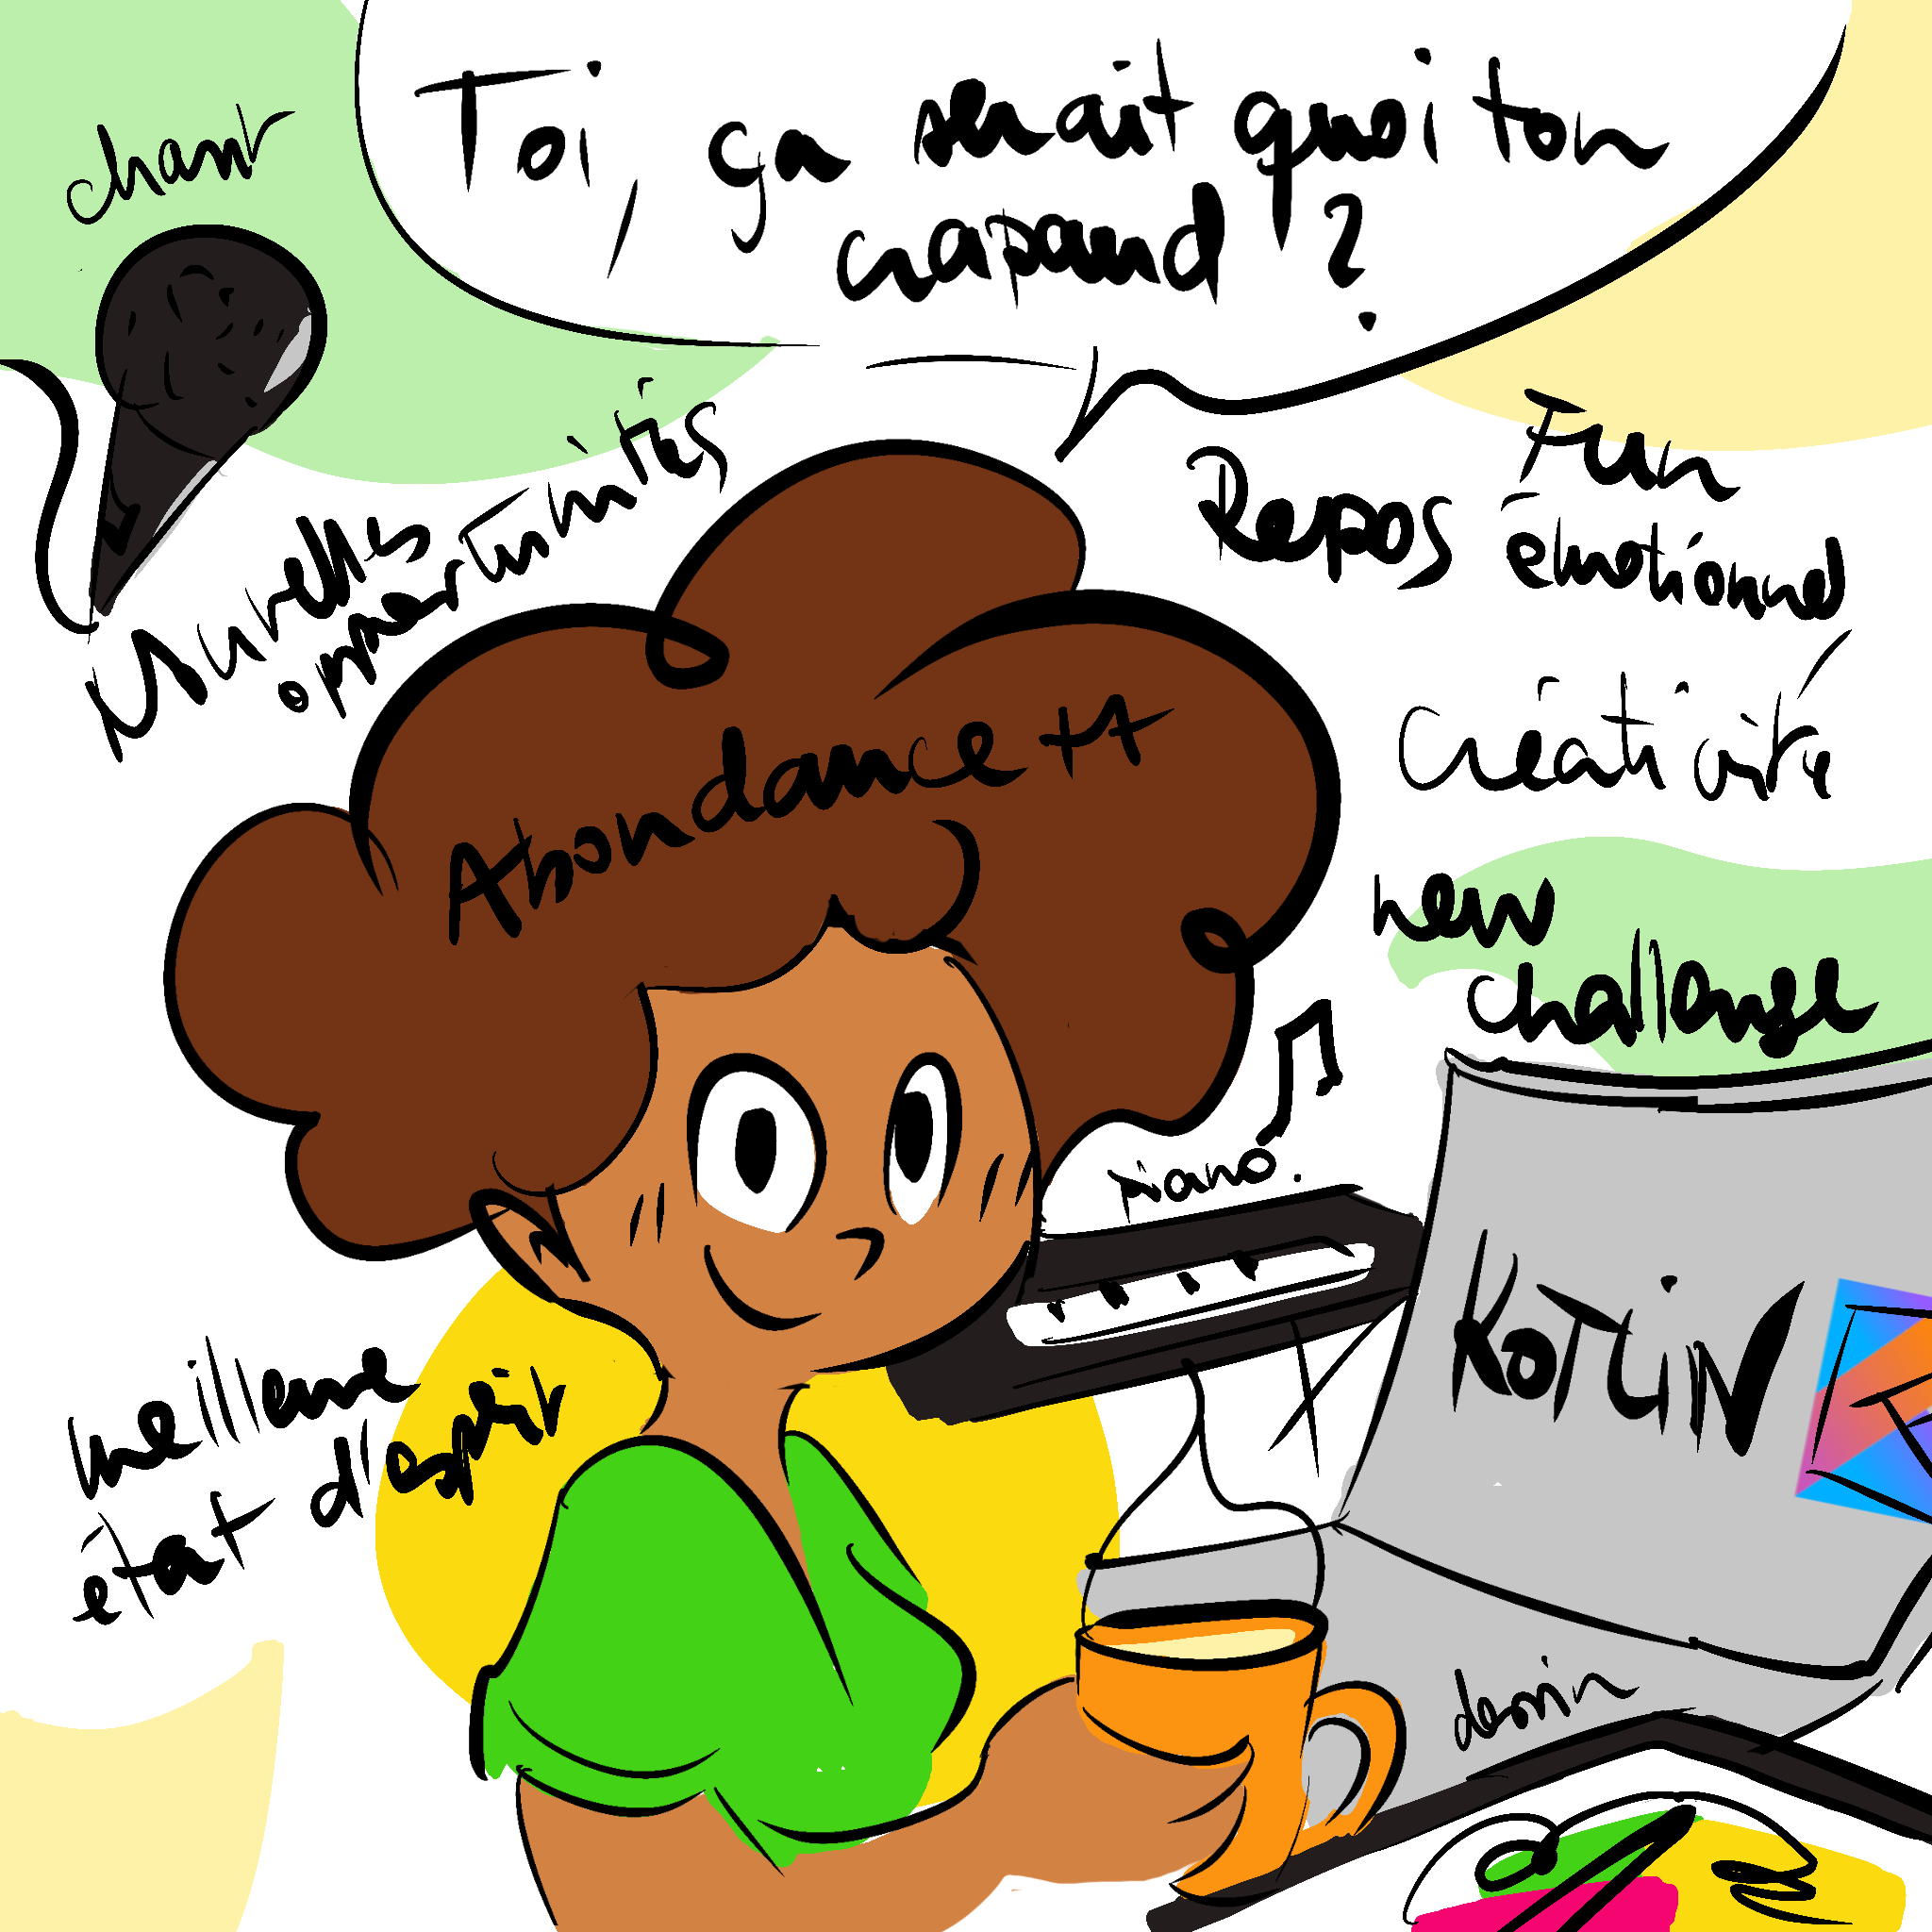 Toi, ça serait quoi ton
crapaud ?
chant
Nouvelles
opportunités
Fun
Repos émotionnel
Créativité
Abondance ++
new
challenge
piano.
KOTLIN
meilleure
état d'esprit
dessin